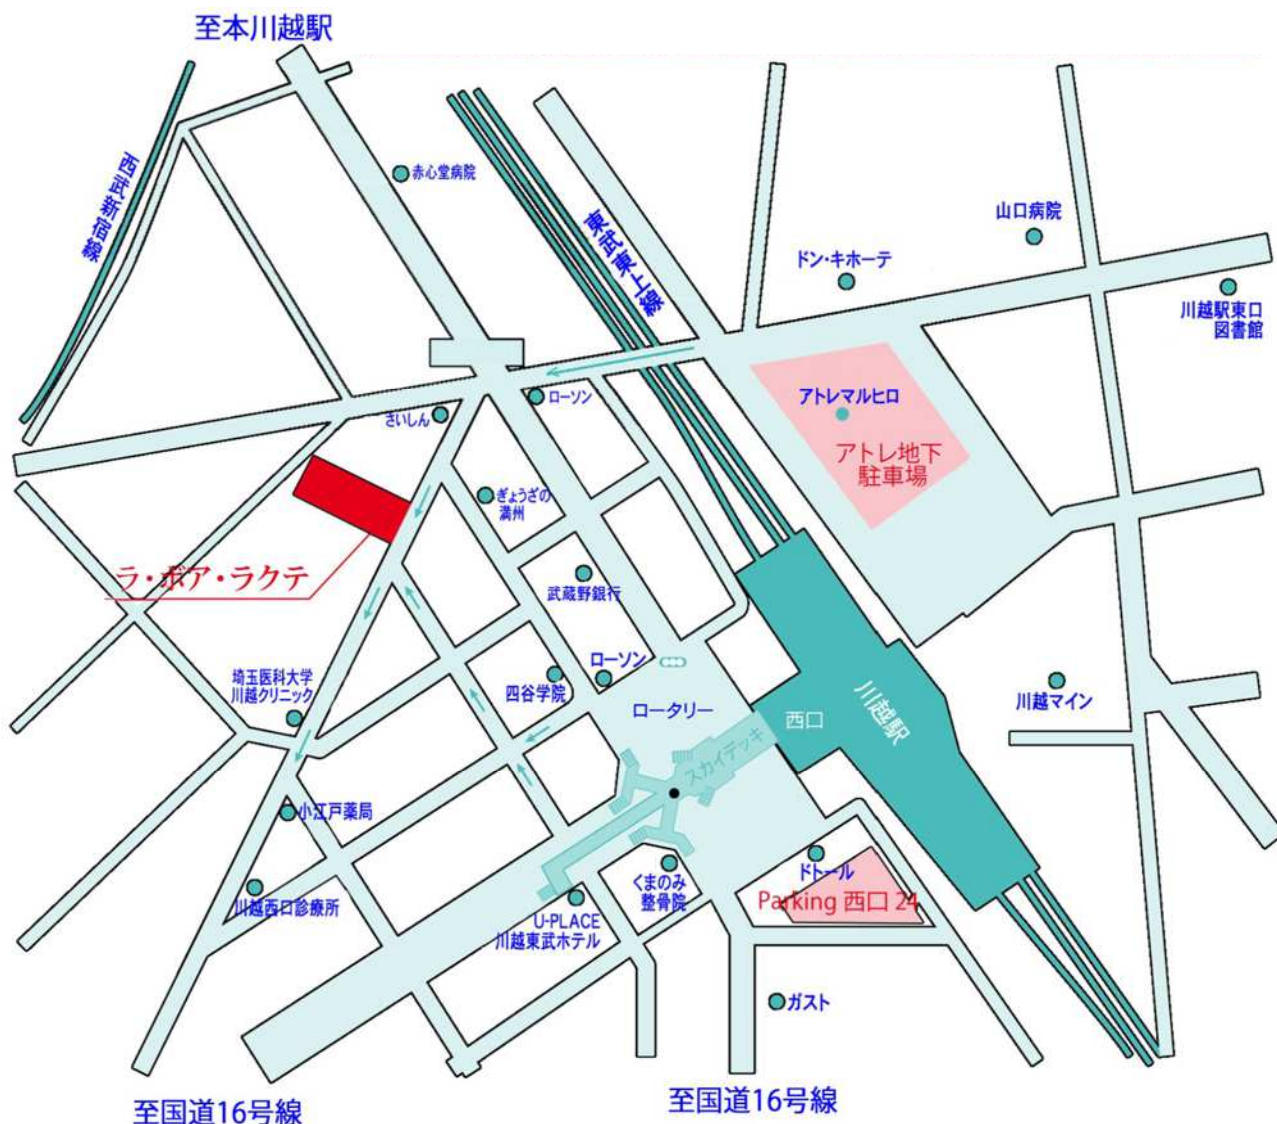 至本川越駅
西武新宿線
赤心堂病院
東武東上線
山口病院
ドン・キホーテ
川越駅東口
図書館
アトレマルヒロ
アトレ地下
駐車場
ローソン
さいしん
ぎょうざの
満州
ラ・ボア・ラクテ
武蔵野銀行
埼玉医科大学
川越クリニック
四谷学院
ローソン
ロータリー
西口
川越駅
川越マイン
スカイデッキ
小江戸薬局
川越西口診療所
くまのみ
整骨院
ドトール
Parking 西口 24
U-PLACE
川越東武ホテル
ガスト
至国道16号線
至国道16号線